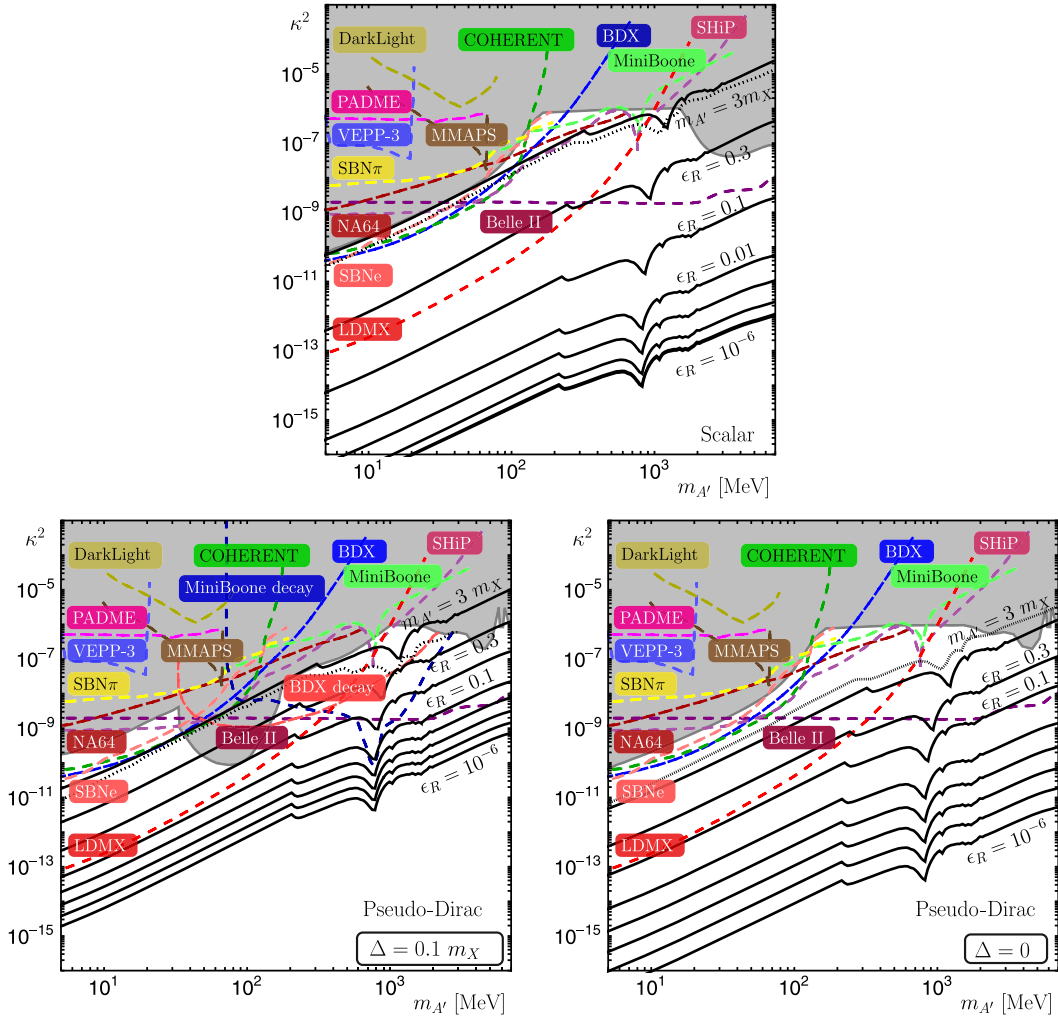 κ²
DarkLight
COHERENT
BDX
SHiP
MiniBoone
10⁻⁵
PADME
m_{A'} = 3m_X
10⁻⁷
VEPP-3
MMAPS
SBNπ
ϵ_R = 0.3
10⁻⁹
NA64
Belle II
ϵ_R = 0.1
SBNe
10⁻¹¹
ϵ_R = 0.01
LDMX
10⁻¹³
ϵ_R = 10⁻⁶
10⁻¹⁵
Scalar
10¹
10²
10³
m_{A'} [MeV]
κ²
DarkLight
COHERENT
BDX
SHiP
MiniBoone decay
MiniBoone
10⁻⁵
PADME
m_{A'} = 3 m_X
10⁻⁷
VEPP-3
MMAPS
SBNπ
BDX decay
ϵ_R = 0.3
ϵ_R = 0.1
10⁻⁹
NA64
Belle II
SBNe
10⁻¹¹
ϵ_R = 10⁻⁶
LDMX
10⁻¹³
10⁻¹⁵
Pseudo-Dirac
Δ = 0.1 m_X
10¹
10²
10³
m_{A'} [MeV]
κ²
DarkLight
COHERENT
BDX
SHiP
MiniBoone
10⁻⁵
PADME
m_{A'} = 3 m_X
10⁻⁷
VEPP-3
MMAPS
SBNπ
ϵ_R = 0.3
ϵ_R = 0.1
10⁻⁹
NA64
Belle II
SBNe
10⁻¹¹
LDMX
10⁻¹³
ϵ_R = 10⁻⁶
10⁻¹⁵
Pseudo-Dirac
Δ = 0
10¹
10²
10³
m_{A'} [MeV]